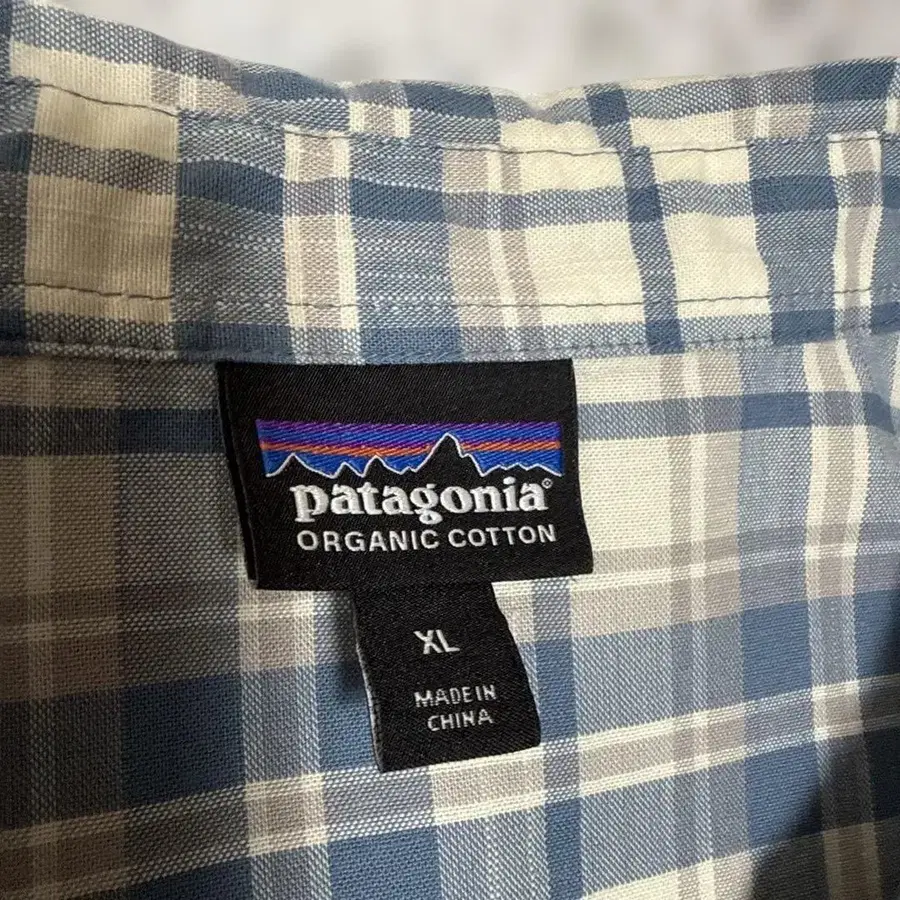 patagonia®
ORGANIC COTTON
XL
MADE IN
CHINA